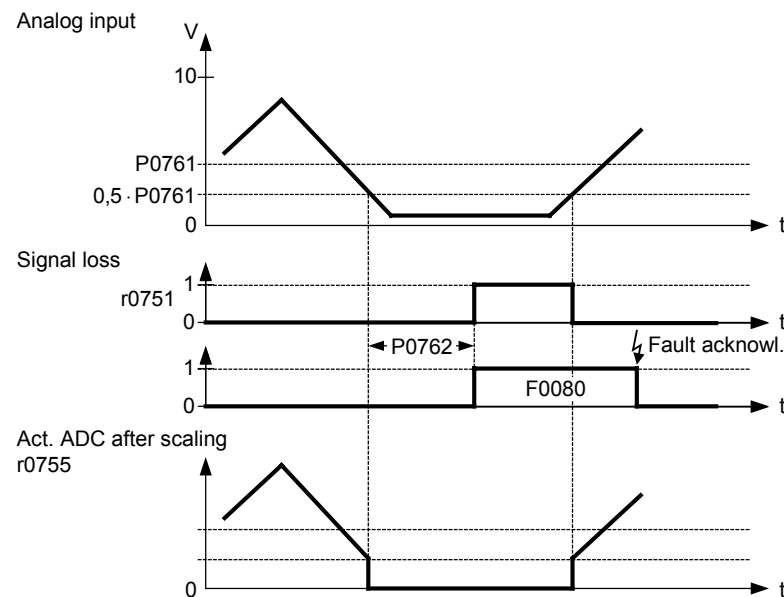 Analog input
V
10
P0761
0,5 · P0761
0
t
Signal loss
1
r0751
0
t
P0762
Fault acknowl.
1
F0080
0
t
Act. ADC after scaling
r0755
0
t